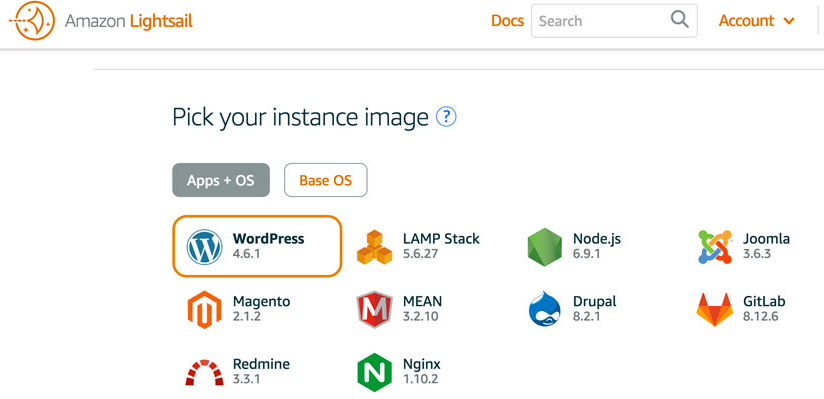 Amazon Lightsail
Docs
Search
Account
Pick your instance image ?
Apps + OS
Base OS
WordPress
4.6.1
LAMP Stack
5.6.27
Node.js
6.9.1
Joomla
3.6.3
Magento
2.1.2
MEAN
3.2.10
Drupal
8.2.1
GitLab
8.12.6
Redmine
3.3.1
Nginx
1.10.2